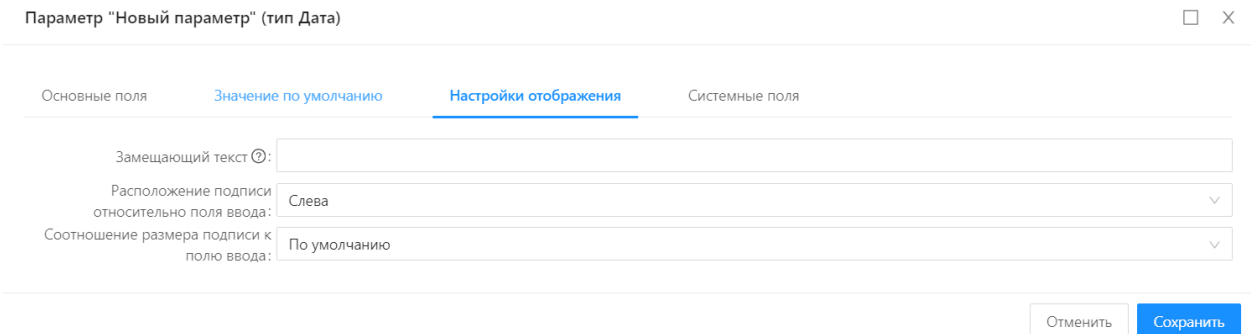 Параметр "Новый параметр" (тип Дата)
Основные поля Значение по умолчанию Настройки отображения Системные поля
Замещающий текст ?:
Расположение подписи
относительно поля ввода: Слева
Соотношение размера подписи к
полю ввода: По умолчанию
Отменить Сохранить